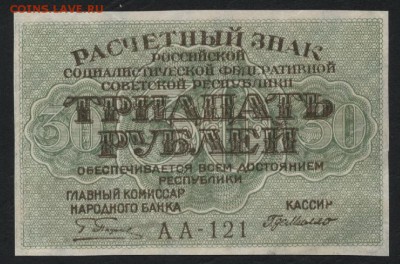 COINS.LAVE.RU
РАСЧЕТНЫЙ ЗНАК
РОССИЙСКОЙ
СОЦИАЛИСТИЧЕСКОЙ ФЕДЕРАТИВНОЙ
СОВЕТСКОЙ РЕСПУБЛИКИ
30 30
ТРИДЦАТЬ
РУБЛЕЙ
ОБЕСПЕЧИВАЕТСЯ ВСЕМ ДОСТОЯНИЕМ
РЕСПУБЛИКИ
ГЛАВНЫЙ КОМИССАР
НАРОДНОГО БАНКА
КАССИР
АА-121